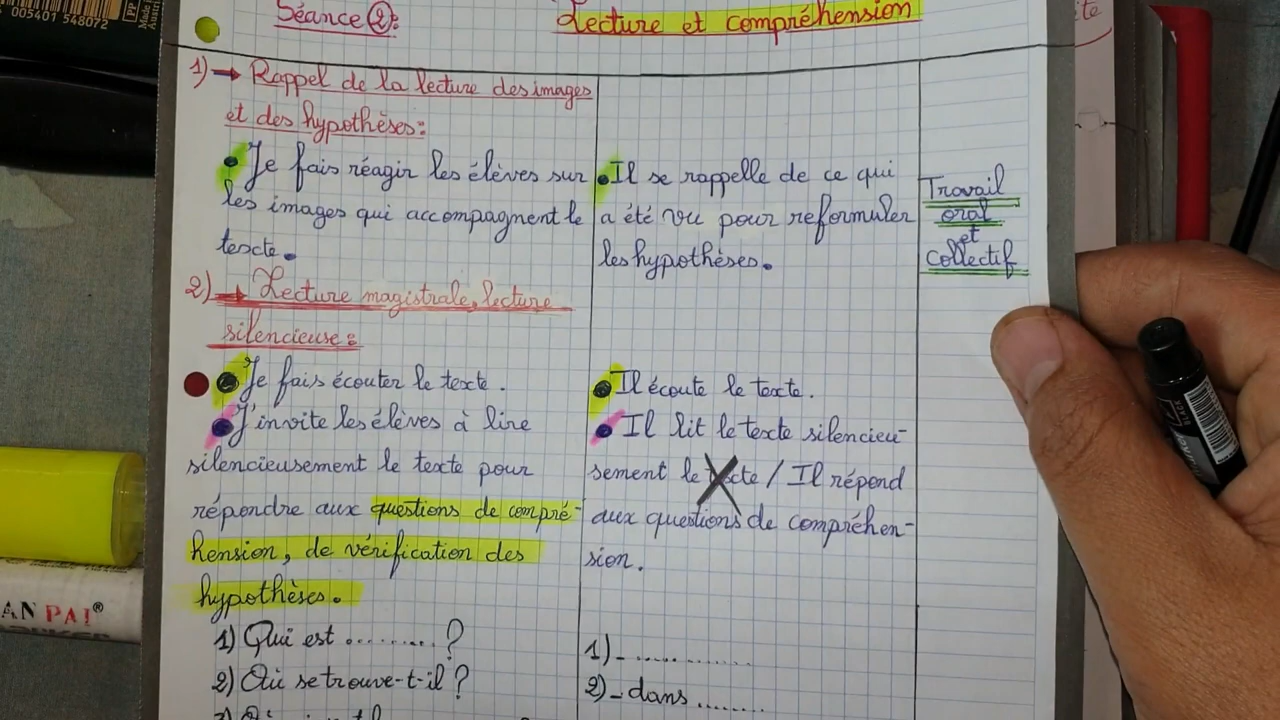 005401 548072
Séance 2:
Lecture et compréhension
1)→ Rappel de la lecture des images
et des hypothèses:
• Je fais réagir les élèves sur
les images qui accompagnent le
texte.
• Il se rappelle de ce qui
a été vu pour reformuler
les hypothèses.
Travail
oral
et
collectif
2)→ Lecture magistrale, lecture
silencieuse:
• Je fais écouter le texte.
• J'invite les élèves à lire
silencieusement le texte pour
répondre aux questions de compré-
hension, de vérification des
hypothèses.
1) Qui est ......... ?
2) Où se trouve-t-il ?
• Il écoute le texte.
• Il lit le texte silencieu-
sement le texte / Il répond
aux questions de compréhen-
sion.
1)- ............
2)- dans .......
PAI®
BLACK